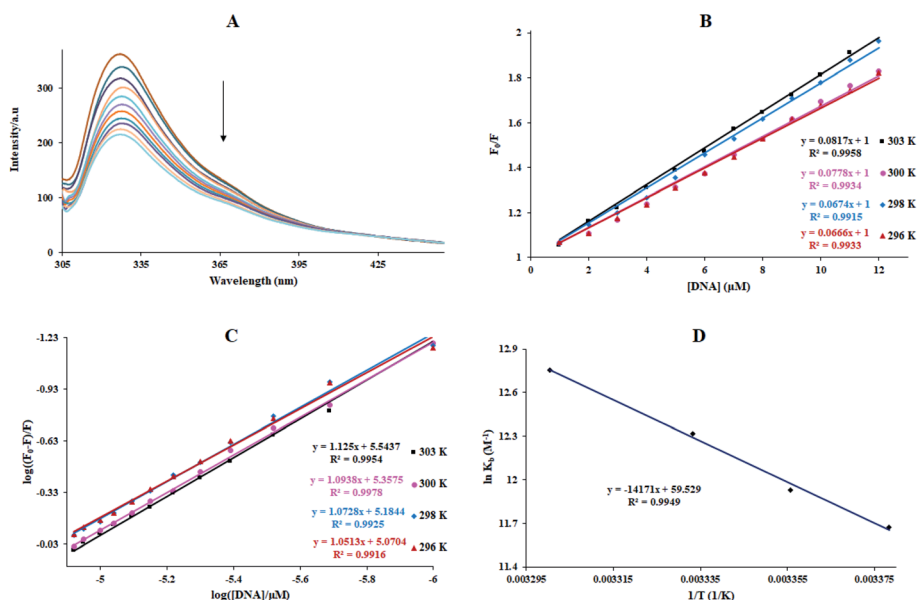 A
Intensity/a.u
300
200
100
0
305
335
365
395
425
Wavelength (nm)
B
F₀/F
2
1.8
1.6
1.4
1.2
1
0
2
4
6
8
10
12
[DNA] (µM)
y = 0.0817x + 1
R² = 0.9958
303 K
y = 0.0778x + 1
R² = 0.9934
300 K
y = 0.0674x + 1
R² = 0.9915
298 K
y = 0.0666x + 1
R² = 0.9933
296 K
C
log((F₀-F)/F)
-1.23
-0.93
-0.63
-0.33
-0.03
-5
-5.2
-5.4
-5.6
-5.8
-6
log([DNA]/µM)
y = 1.125x + 5.5437
R² = 0.9954
303 K
y = 1.0938x + 5.3575
R² = 0.9978
300 K
y = 1.0728x + 5.1844
R² = 0.9925
298 K
y = 1.0513x + 5.0704
R² = 0.9916
296 K
D
ln K_b (M⁻¹)
12.9
12.6
12.3
12
11.7
0.003295
0.003315
0.003335
0.003355
0.003375
1/T (1/K)
y = -14171x + 59.529
R² = 0.9949